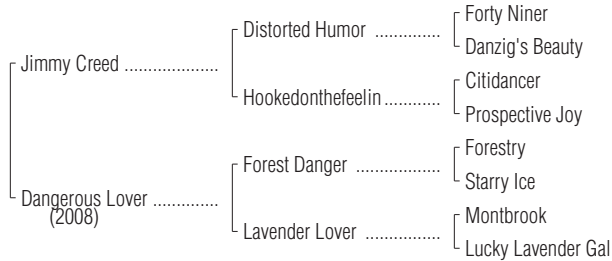 Forty Niner
Distorted Humor ..............
Danzig's Beauty
Jimmy Creed ....................
Citidancer
Hookedonthefeelin ............
Prospective Joy
Forestry
Forest Danger ..................
Starry Ice
Dangerous Lover ..............
(2008)
Montbrook
Lavender Lover ................
Lucky Lavender Gal